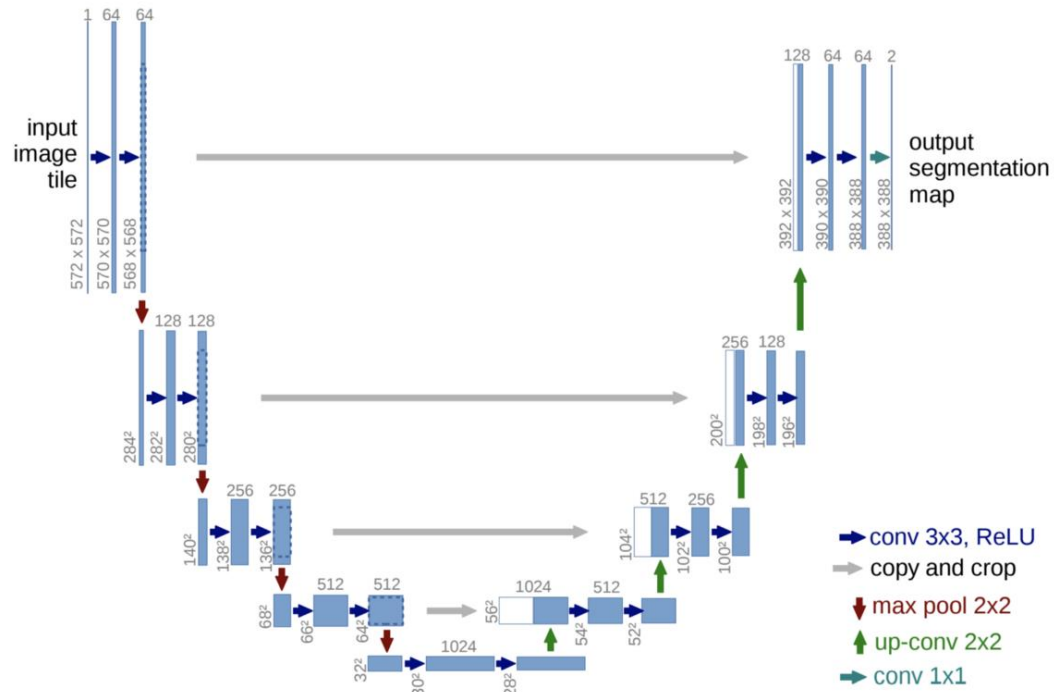 1
64
64
input
image
tile
572 x 572
570 x 570
568 x 568
128
64
64
2
392 x 392
390 x 390
388 x 388
388 x 388
output
segmentation
map
128
128
284²
282²
280²
256
128
200²
198²
196²
256
256
140²
138²
136²
512
256
104²
102²
100²
512
512
68²
66²
64²
1024
512
56²
54²
52²
1024
32²
30²
28²
conv 3x3, ReLU
copy and crop
max pool 2x2
up-conv 2x2
conv 1x1